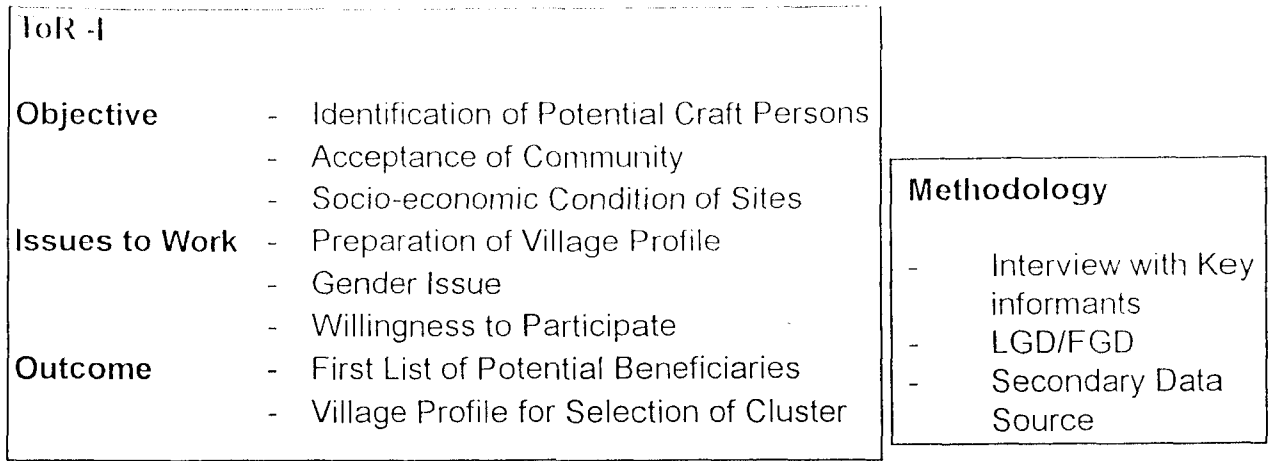 ToR -I
Objective - Identification of Potential Craft Persons
- Acceptance of Community
- Socio-economic Condition of Sites
Issues to Work - Preparation of Village Profile
- Gender Issue
- Willingness to Participate
Outcome - First List of Potential Beneficiaries
- Village Profile for Selection of Cluster
Methodology
- Interview with Key
informants
- LGD/FGD
- Secondary Data
Source